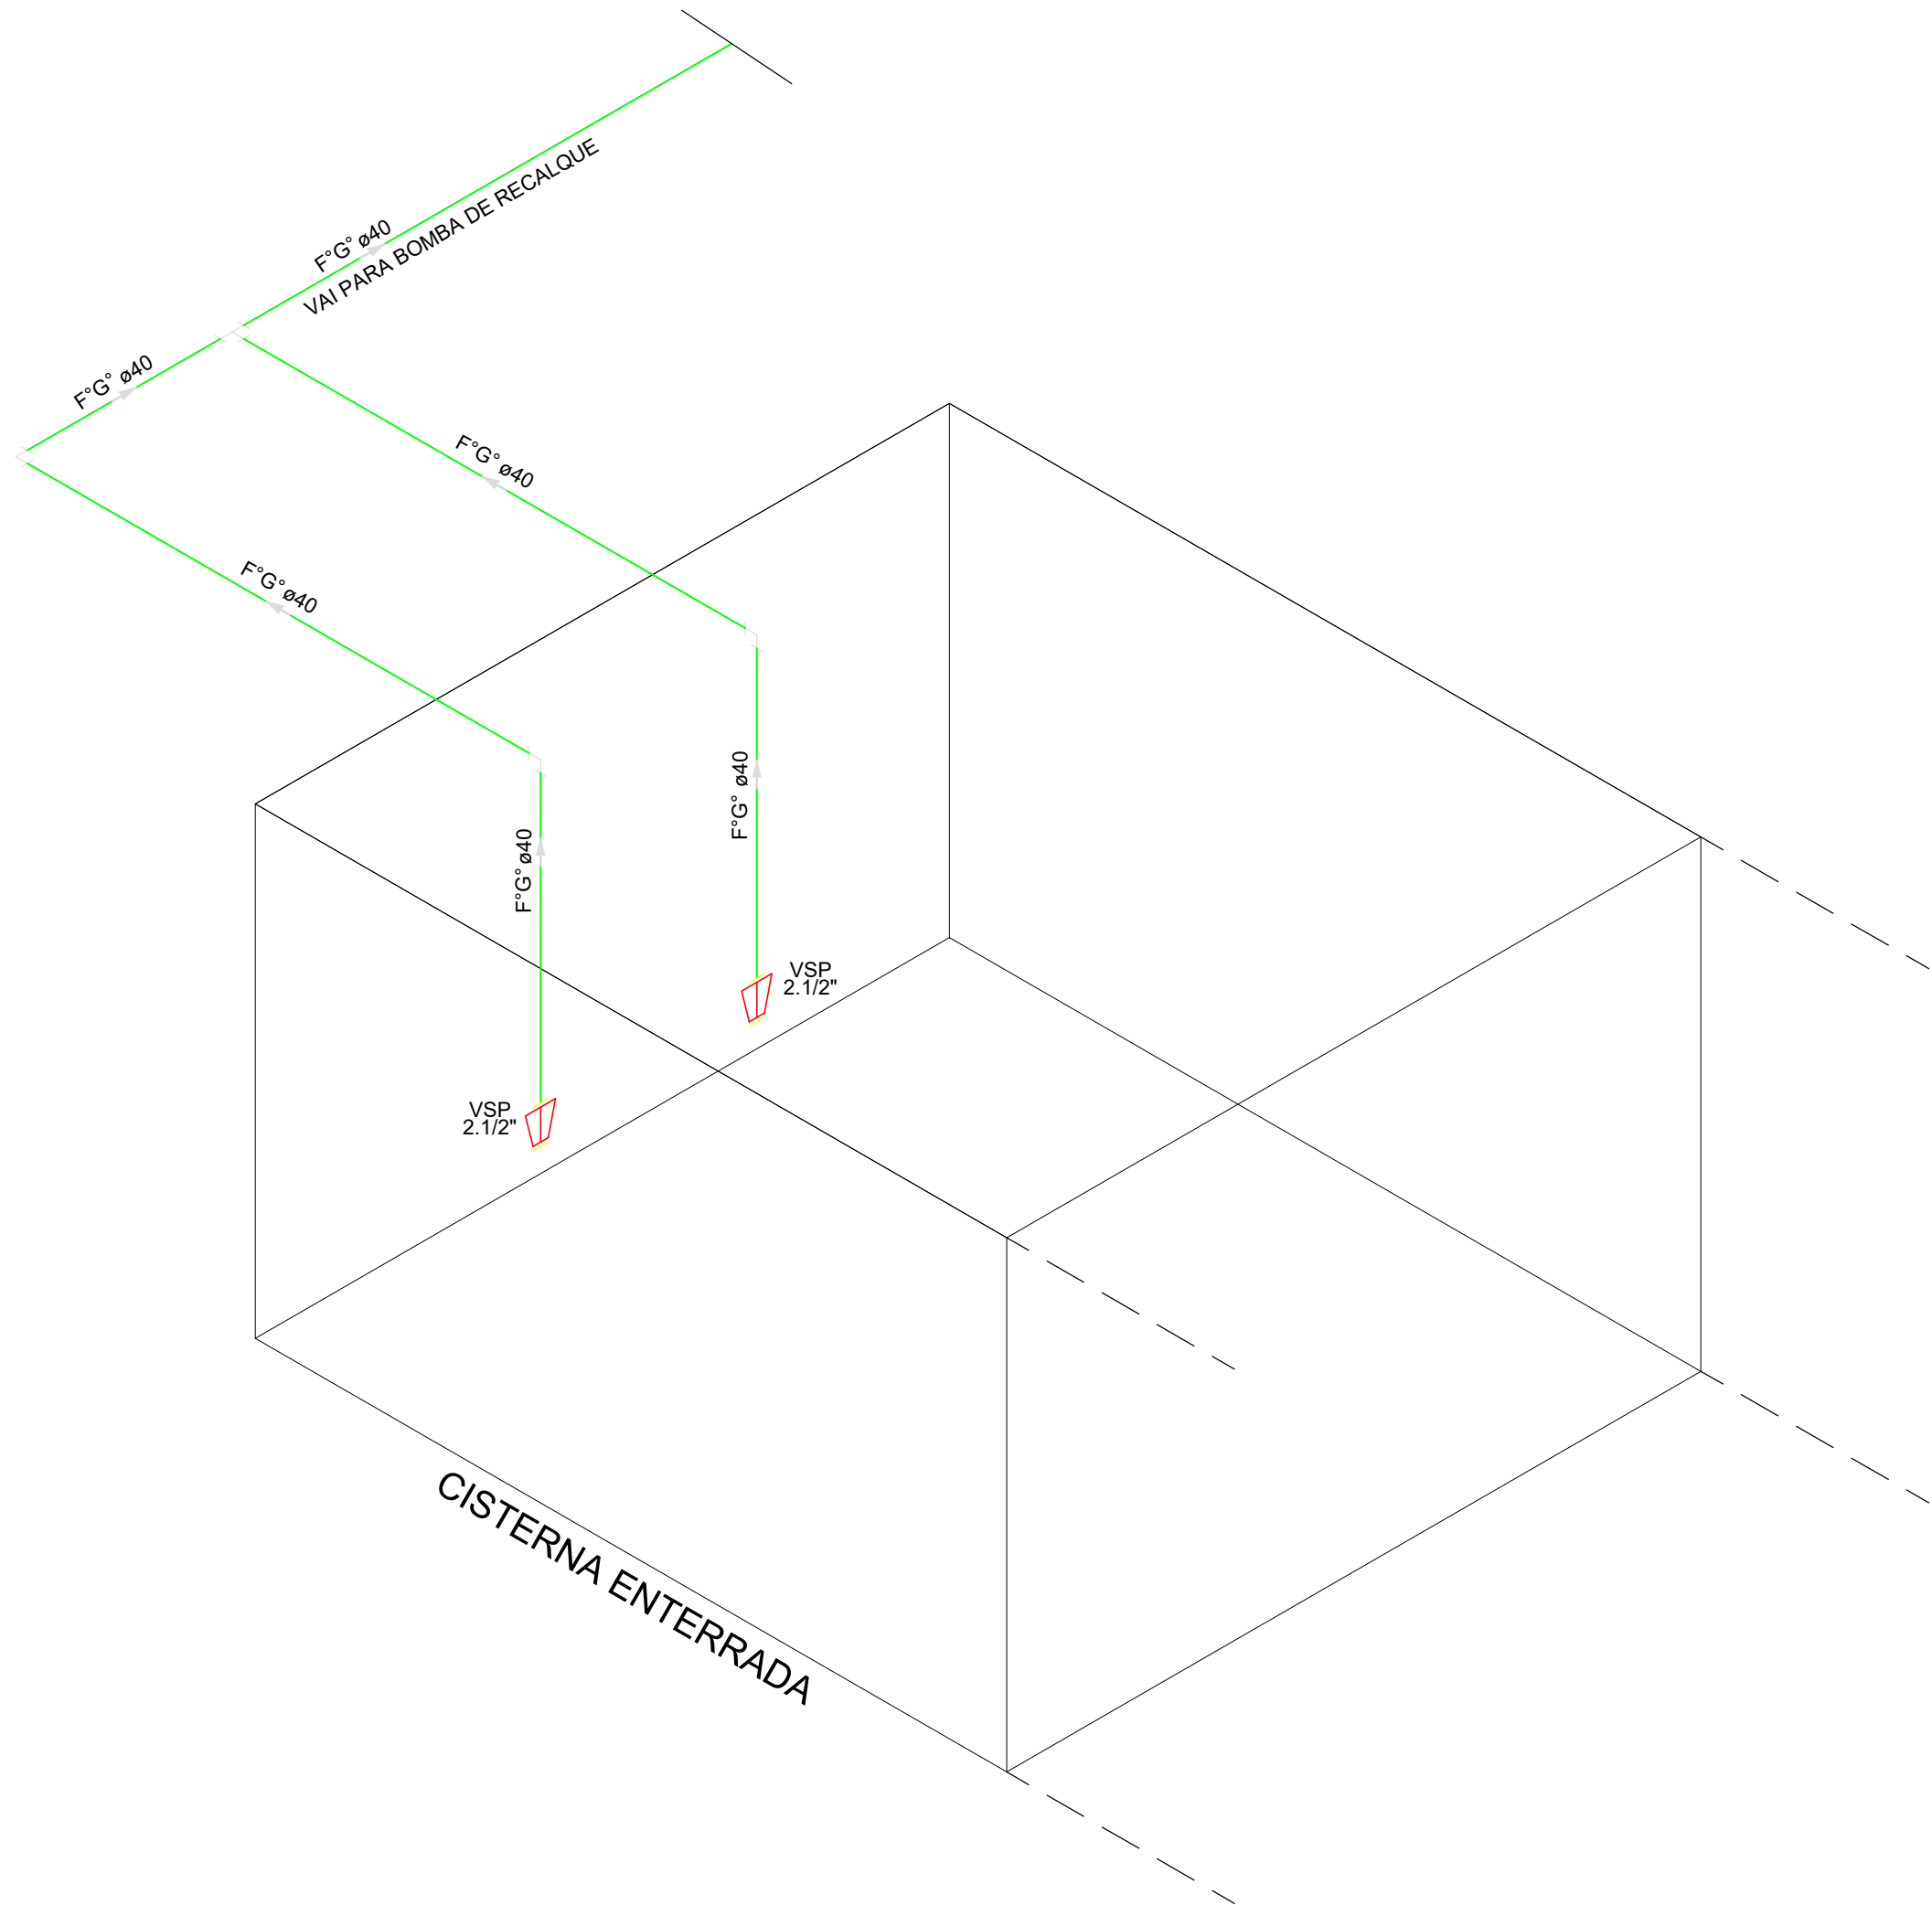 F°G° ø40
VAI PARA BOMBA DE RECALQUE
F°G° ø40
F°G° ø40
F°G° ø40
F°G° ø40
F°G° ø40
VSP
2.1/2"
VSP
2.1/2"
CISTERNA ENTERRADA